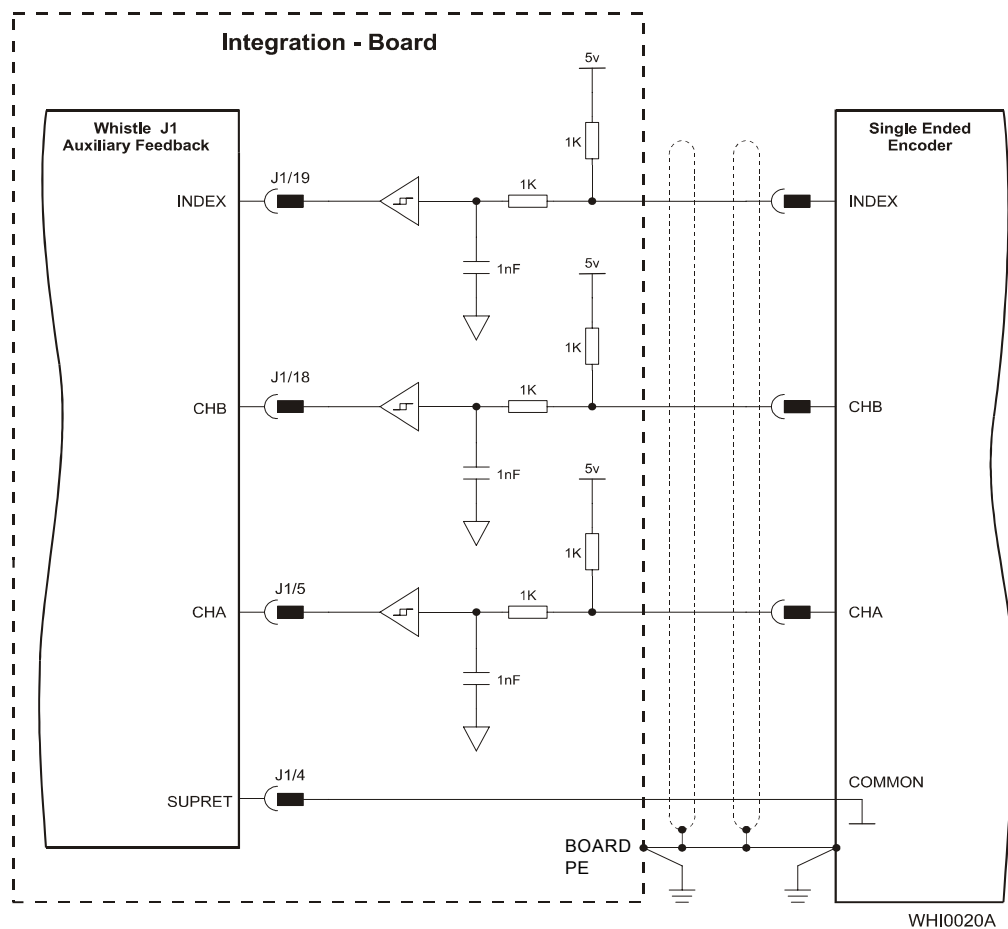 Integration - Board
5v
Whistle J1
Auxiliary Feedback
Single Ended
Encoder
1K
J1/19
1K
INDEX
INDEX
1nF
5v
1K
J1/18
1K
CHB
CHB
1nF
5v
1K
J1/5
1K
CHA
CHA
1nF
J1/4
SUPRET
COMMON
BOARD
PE
WHI0020A